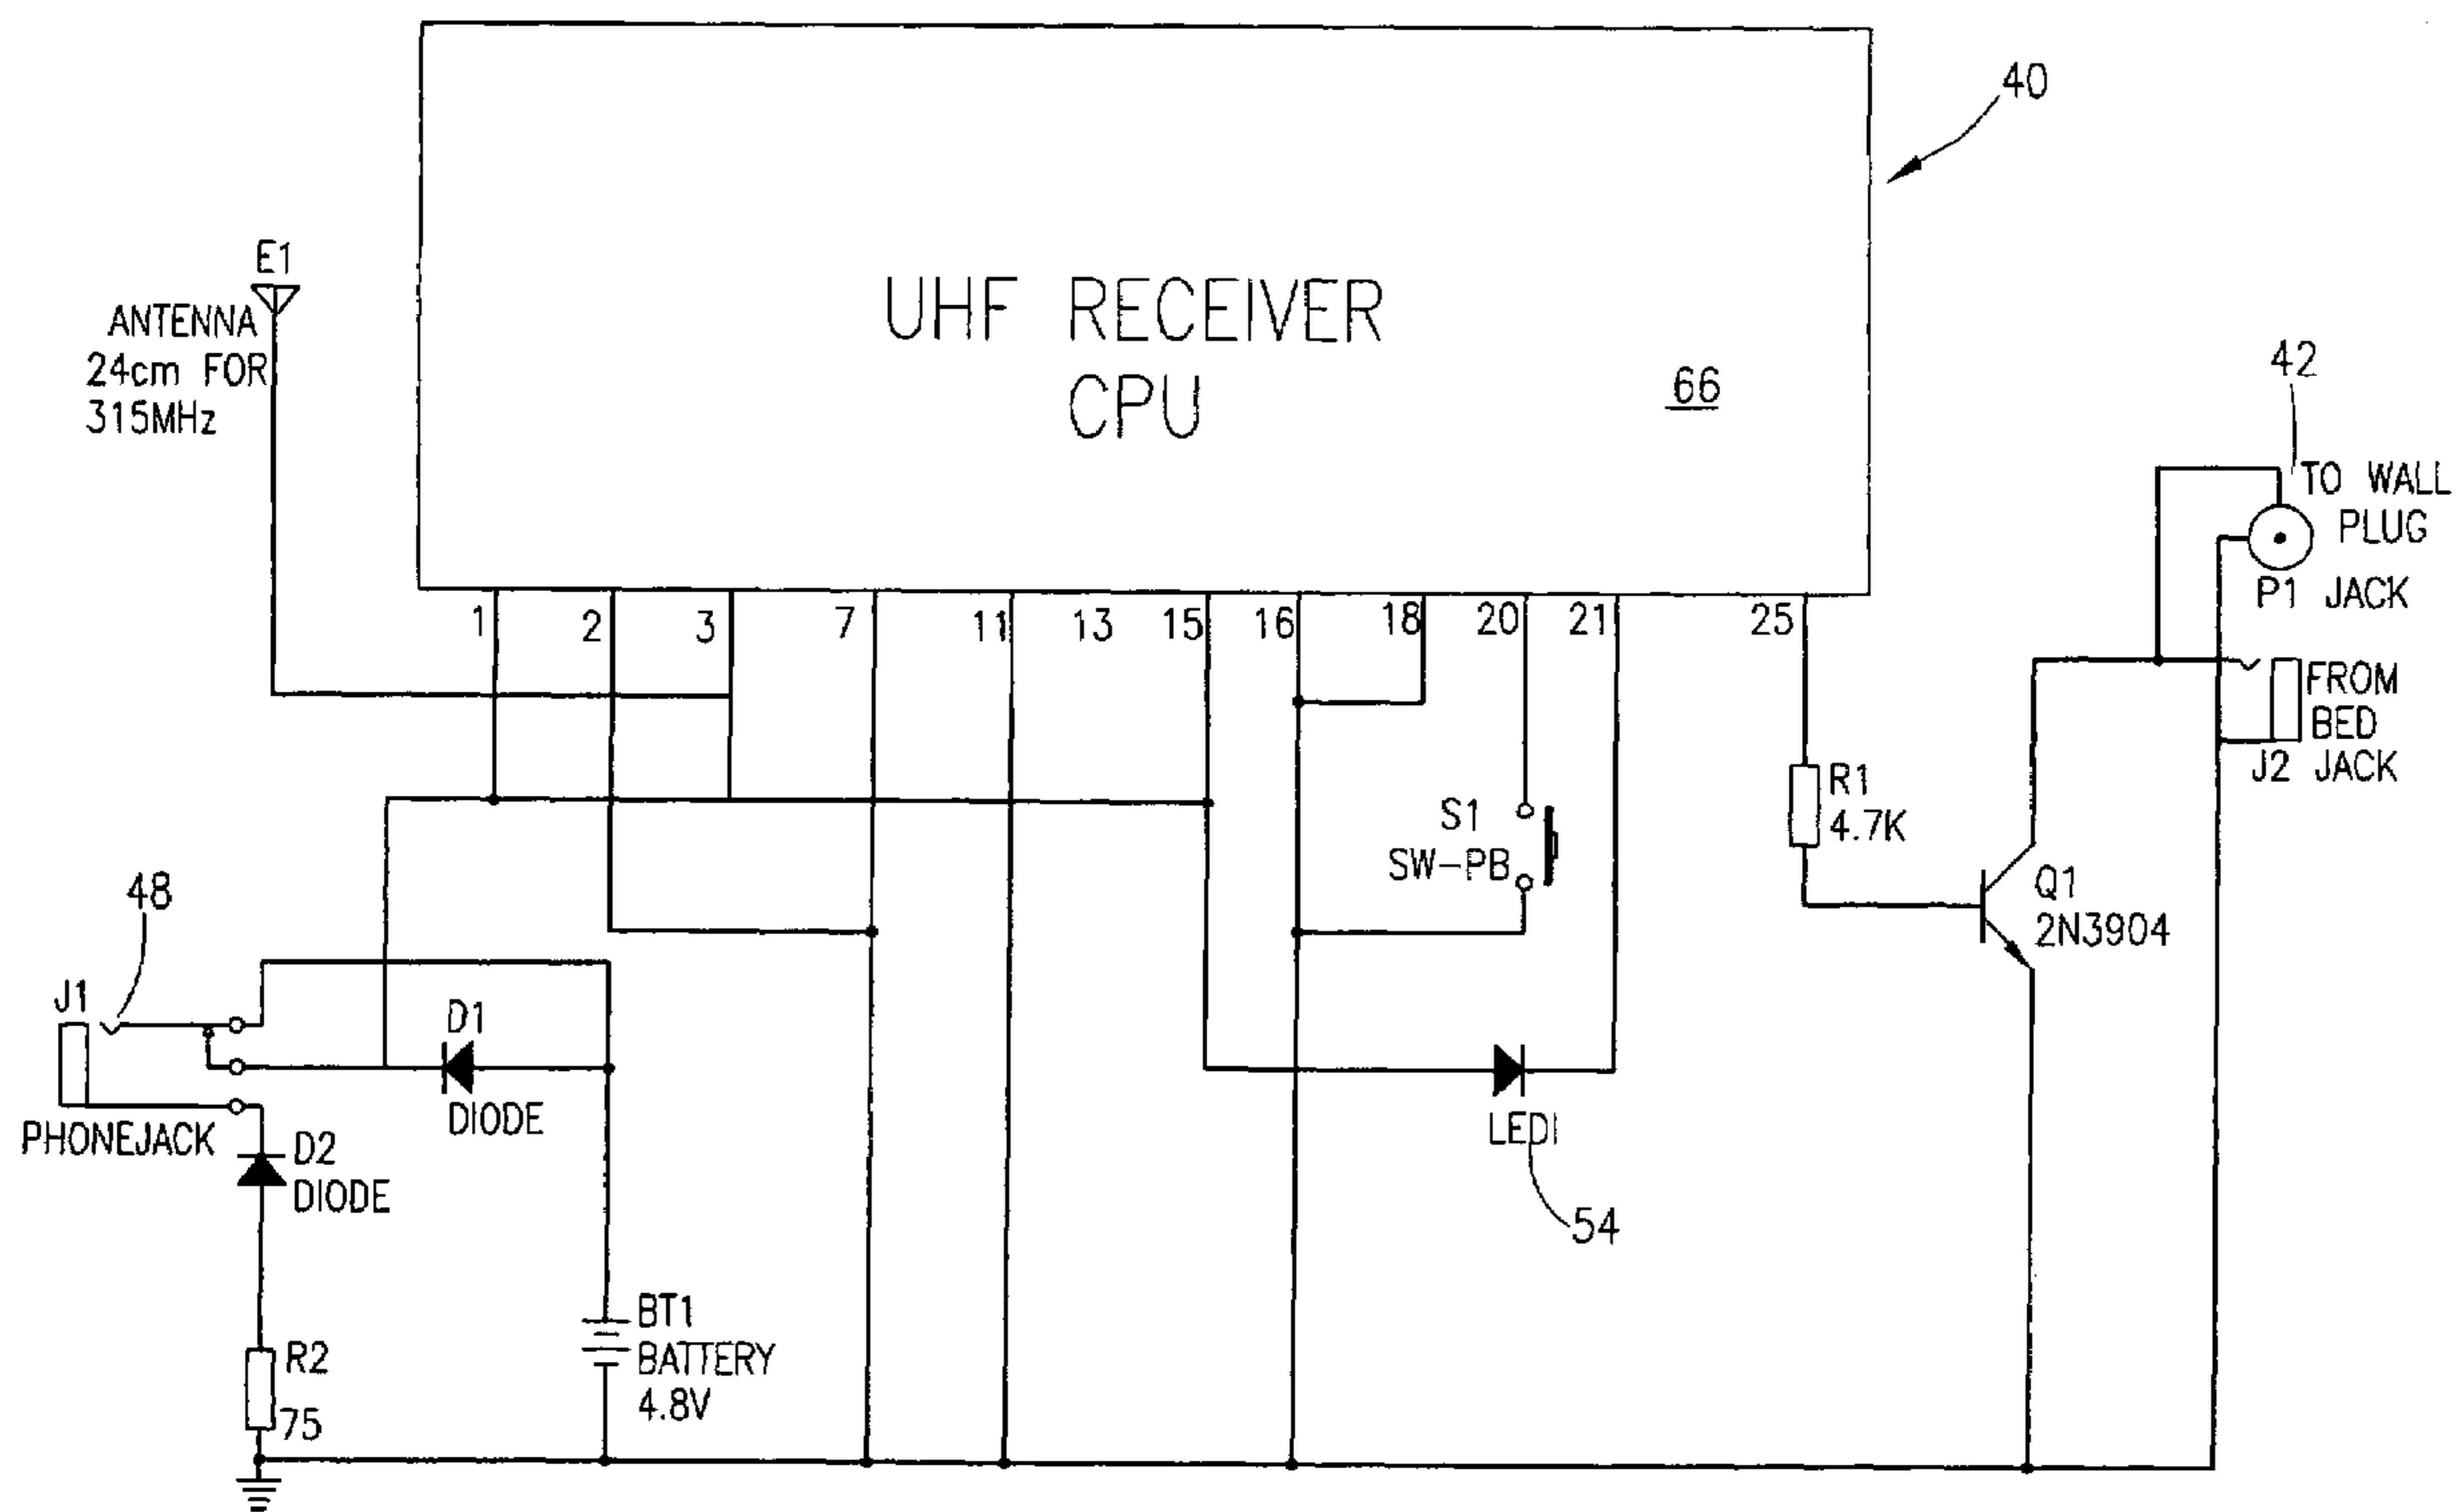 40
E1
ANTENNA
24cm FOR
315MHz
UHF RECEIVER
CPU
66
42
TO WALL
PLUG
P1 JACK
1
2
3
7
11
13
15
16
18
20
21
25
FROM
BED
J2 JACK
R1
4.7K
S1
SW-PB
Q1
2N3904
48
J1
PHONEJACK
D1
DIODE
D2
DIODE
LEDI
54
BT1
BATTERY
4.8V
R2
75